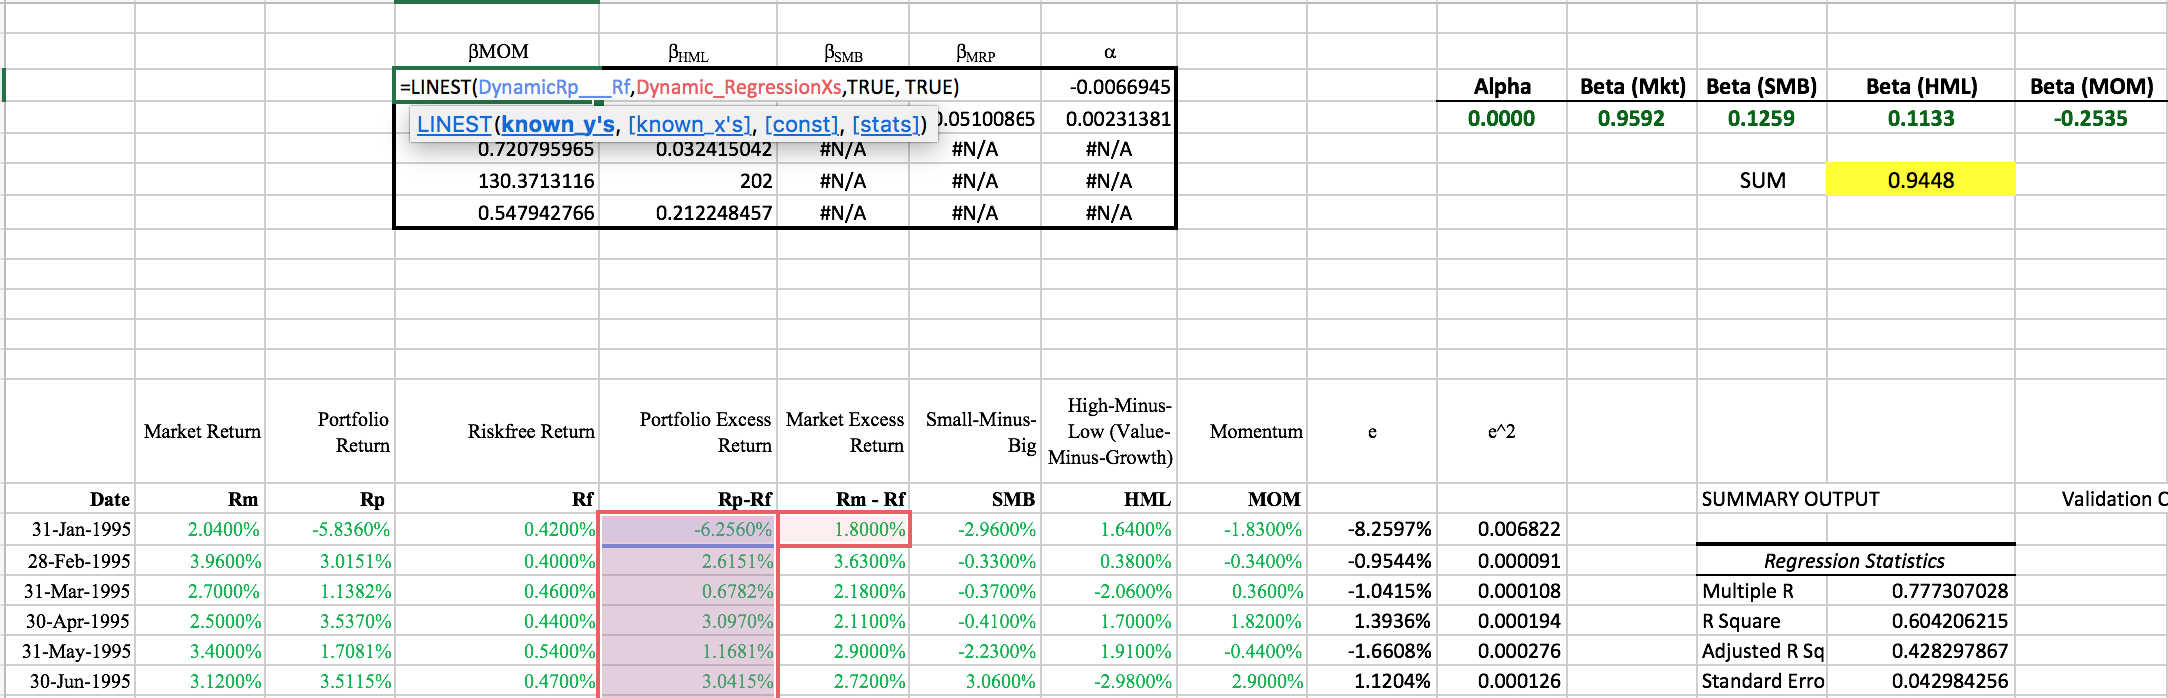 βMOM βHML βSMB βMRP α
=LINEST(DynamicRp___Rf,Dynamic_RegressionXs,TRUE, TRUE) -0.0066945 Alpha Beta (Mkt) Beta (SMB) Beta (HML) Beta (MOM)
LINEST(known_y's, [known_x's], [const], [stats]) 0.05100865 0.00231381 0.0000 0.9592 0.1259 0.1133 -0.2535
0.720795965 0.032415042 #N/A #N/A #N/A
130.3713116 202 #N/A #N/A #N/A SUM 0.9448
0.547942766 0.212248457 #N/A #N/A #N/A
Market Return Portfolio Return Riskfree Return Portfolio Excess Return Market Excess Return Small-Minus-Big High-Minus-Low (Value-Minus-Growth) Momentum e e^2
Date Rm Rp Rf Rp-Rf Rm - Rf SMB HML MOM SUMMARY OUTPUT Validation C
31-Jan-1995 2.0400% -5.8360% 0.4200% -6.2560% 1.8000% -2.9600% 1.6400% -1.8300% -8.2597% 0.006822
28-Feb-1995 3.9600% 3.0151% 0.4000% 2.6151% 3.6300% -0.3300% 0.3800% -0.3400% -0.9544% 0.000091 Regression Statistics
31-Mar-1995 2.7000% 1.1382% 0.4600% 0.6782% 2.1800% -0.3700% -2.0600% 0.3600% -1.0415% 0.000108 Multiple R 0.777307028
30-Apr-1995 2.5000% 3.5370% 0.4400% 3.0970% 2.1100% -0.4100% 1.7000% 1.8200% 1.3936% 0.000194 R Square 0.604206215
31-May-1995 3.4000% 1.7081% 0.5400% 1.1681% 2.9000% -2.2300% 1.9100% -0.4400% -1.6608% 0.000276 Adjusted R Sq 0.428297867
30-Jun-1995 3.1200% 3.5115% 0.4700% 3.0415% 2.7200% 3.0600% -2.9800% 2.9000% 1.1204% 0.000126 Standard Erro 0.042984256